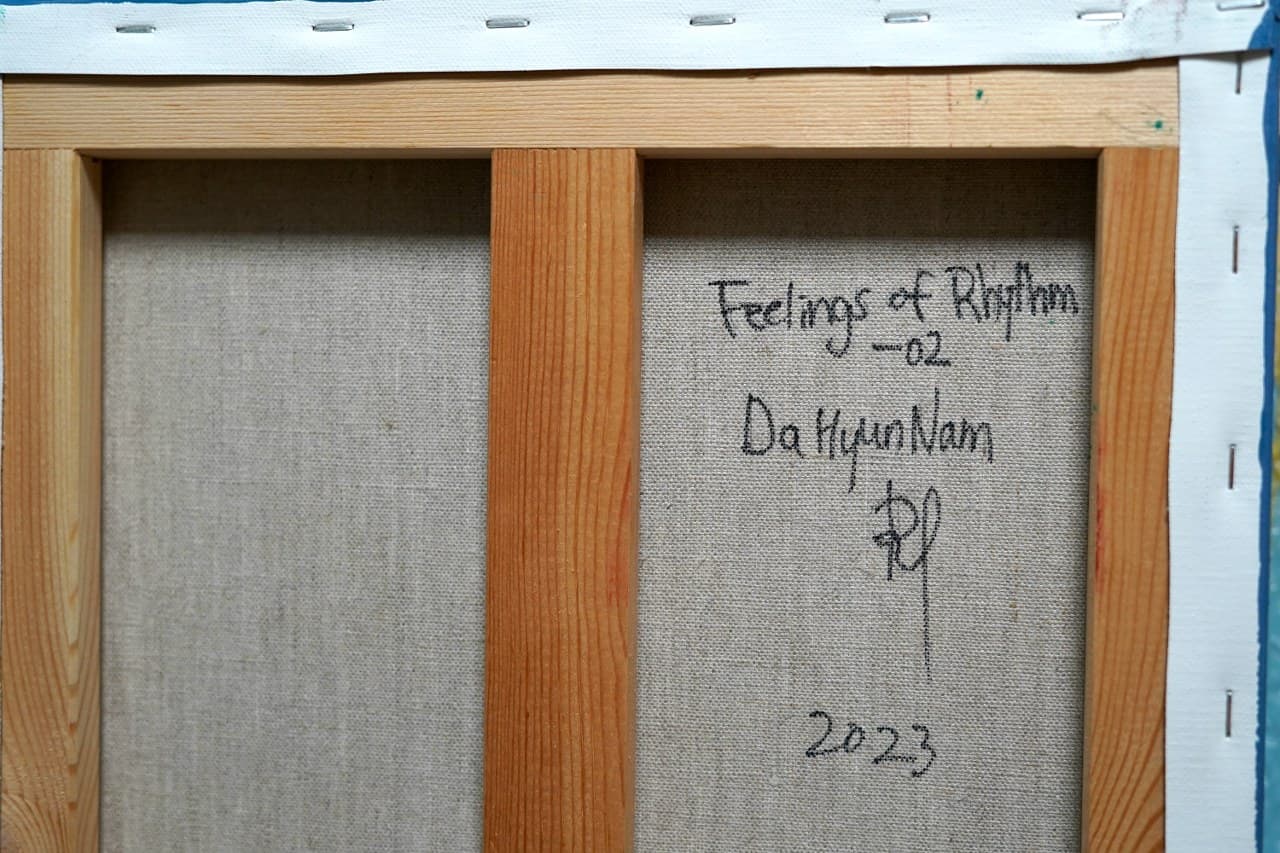 Feelings of Rhythm
-02
Da Hyun Nam
2023